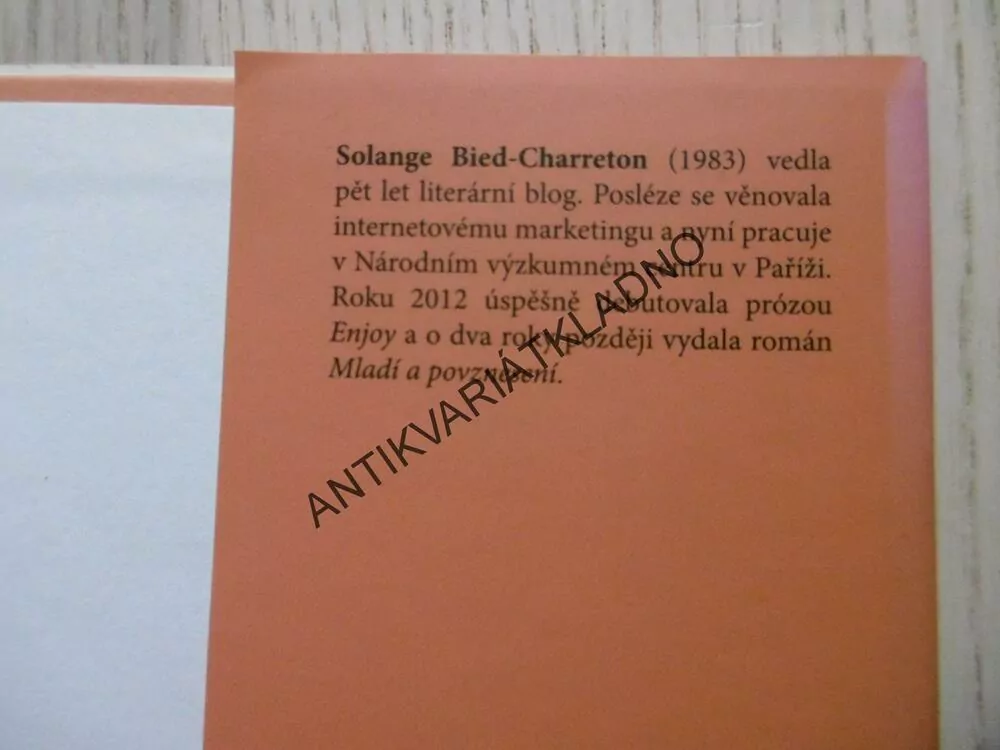 Solange Bied-Charreton (1983) vedla
pět let literární blog. Posléze se věnovala
internetovému marketingu a nyní pracuje
v Národním výzkumném centru v Paříži.
Roku 2012 úspěšně debutovala prózou
Enjoy a o dva roky později vydala román
Mladí a povznesení.
ANTIKVARIÁTKLADNO